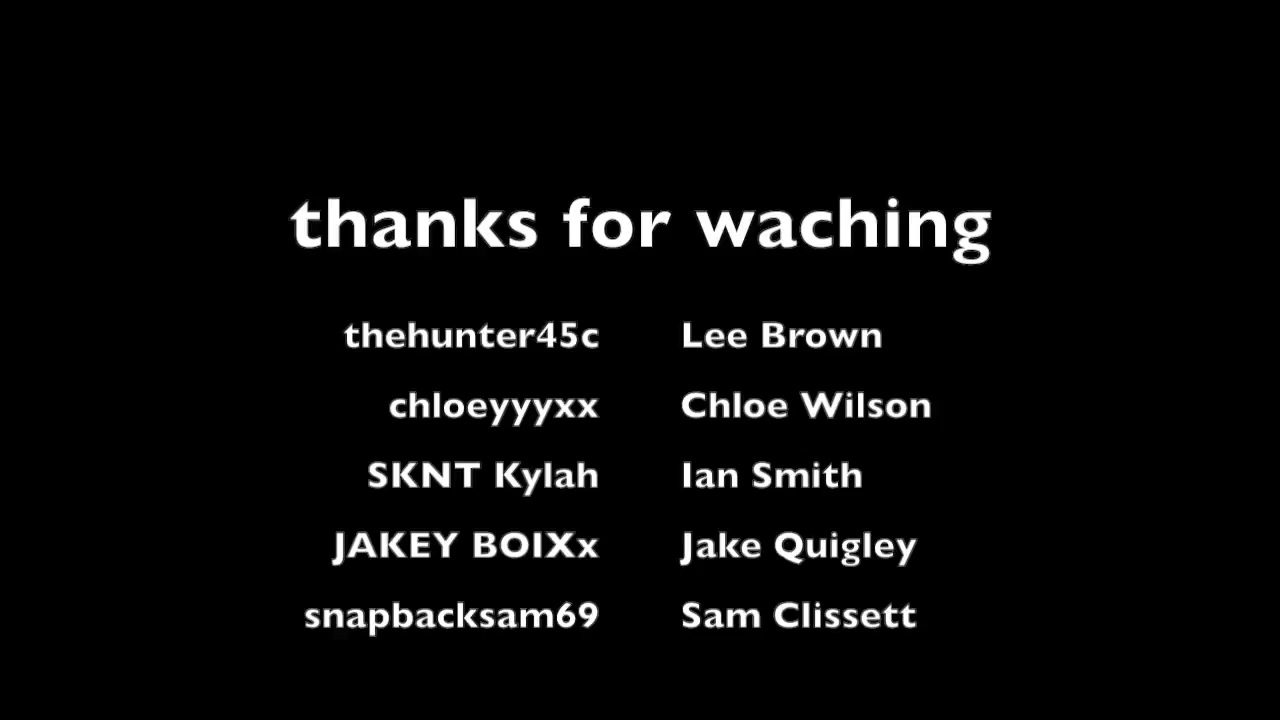 thanks for waching
thehunter45c Lee Brown
chloeyyyxx Chloe Wilson
SKNT Kylah Ian Smith
JAKEY BOIXx Jake Quigley
snapbacksam69 Sam Clissett